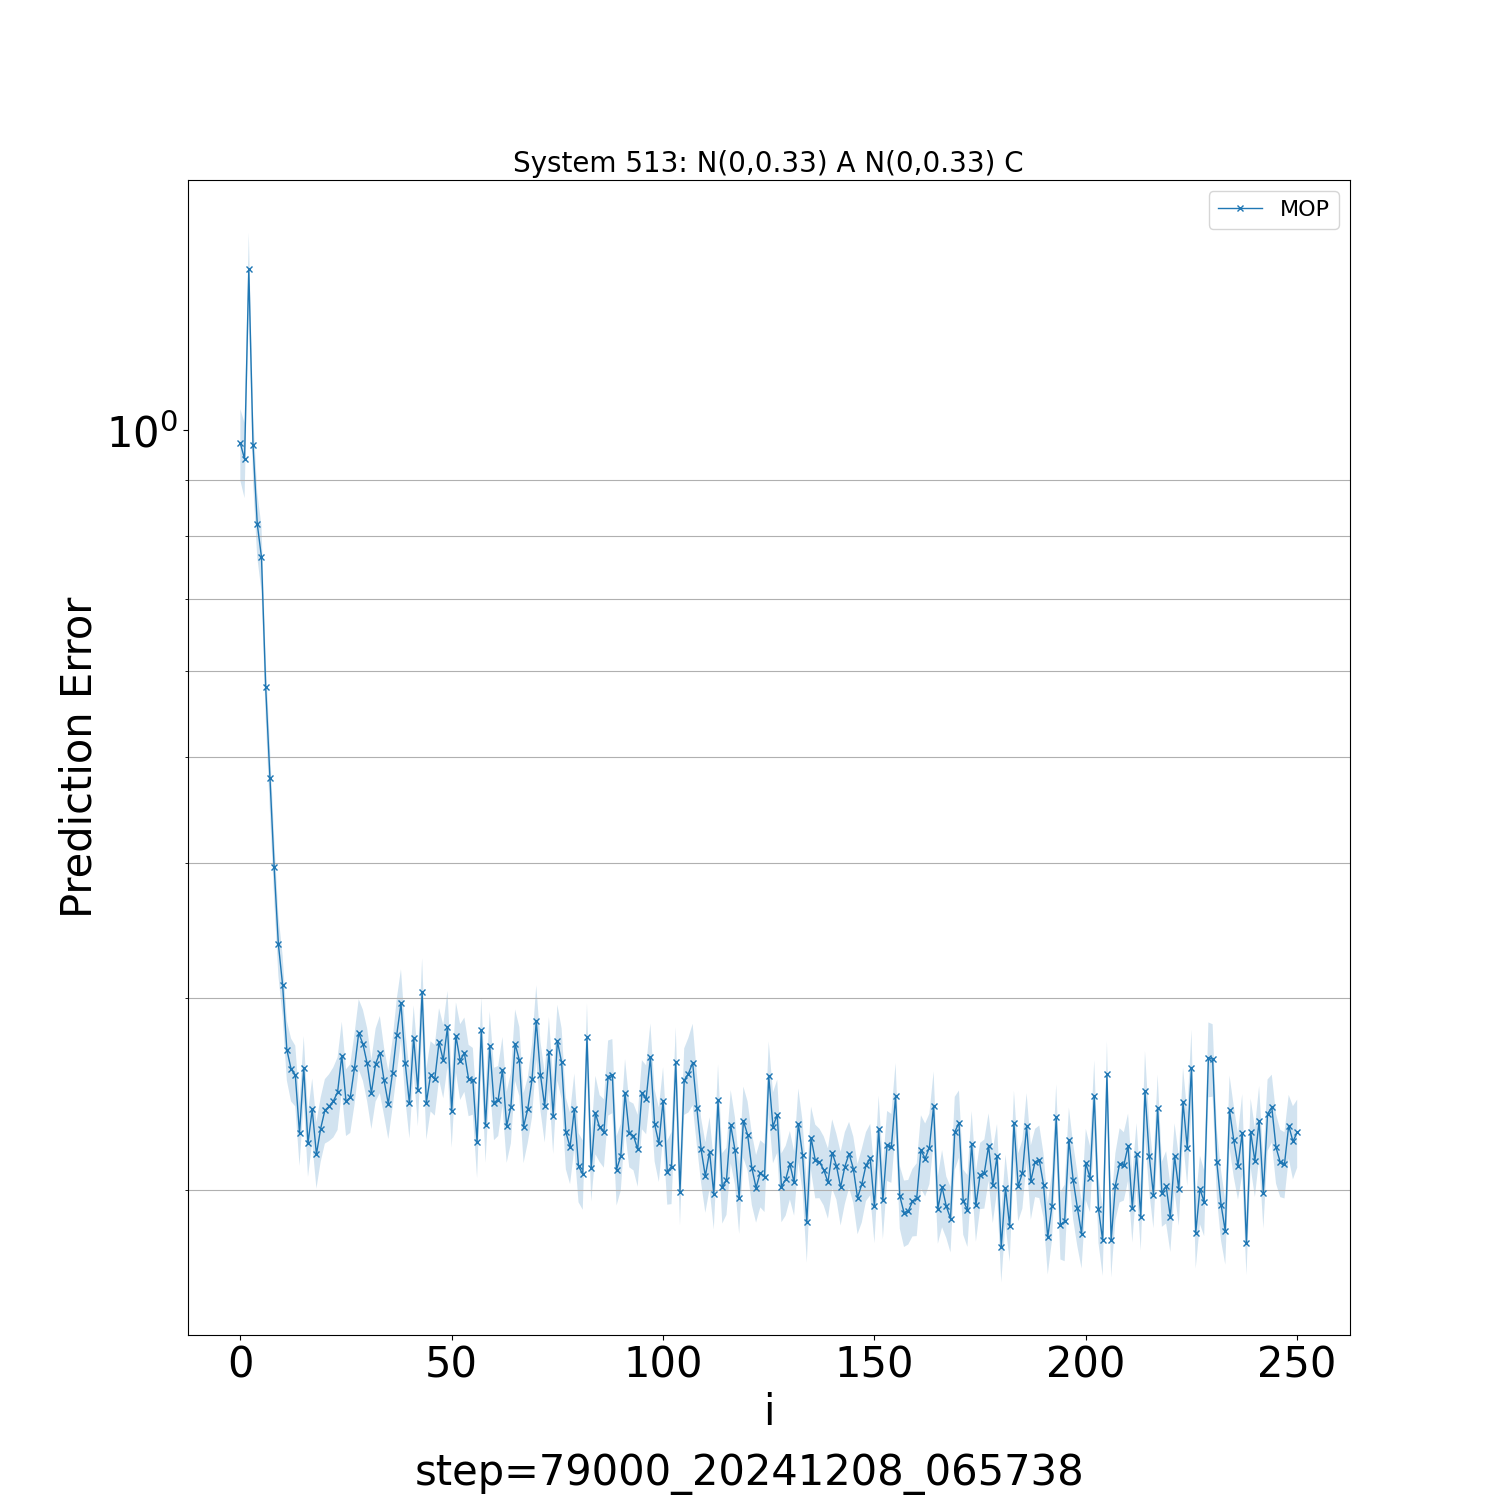 System 513: N(0,0.33) A N(0,0.33) C
MOP
10⁰
Prediction Error
0 50 100 150 200 250
i
step=79000_20241208_065738